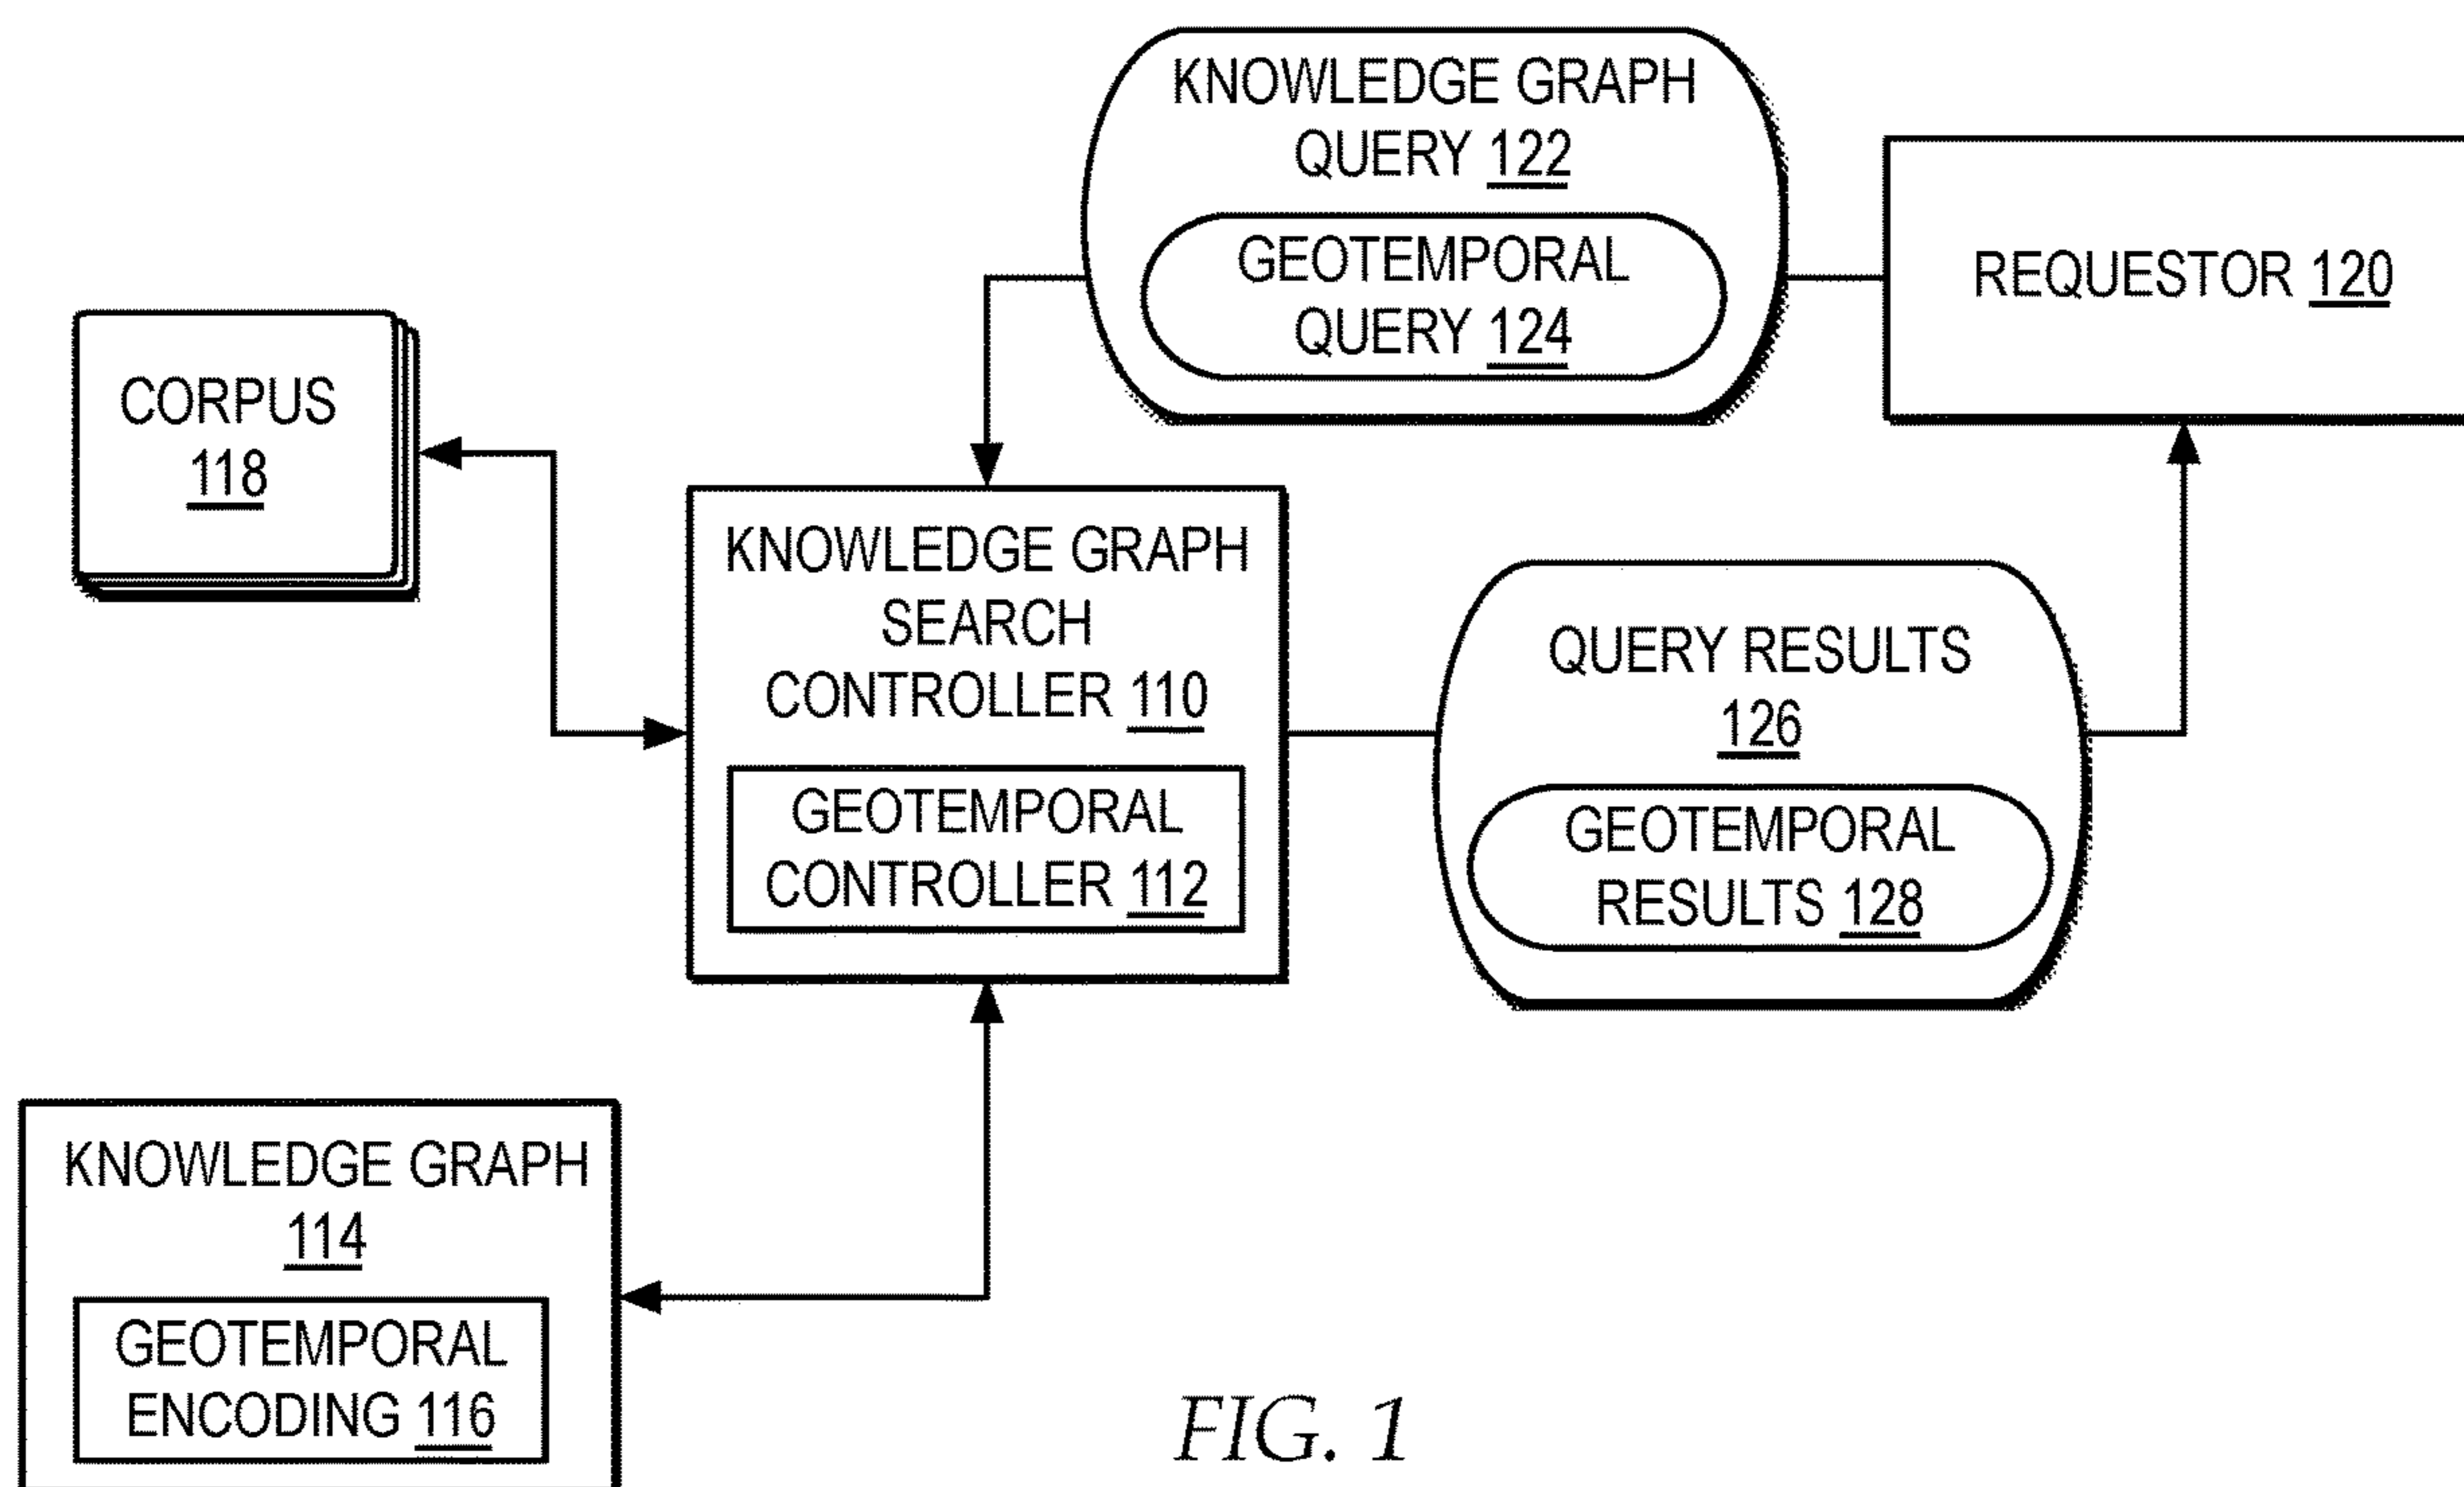 KNOWLEDGE GRAPH
QUERY 122
GEOTEMPORAL
QUERY 124
REQUESTOR 120
CORPUS
118
KNOWLEDGE GRAPH
SEARCH
CONTROLLER 110
GEOTEMPORAL
CONTROLLER 112
QUERY RESULTS
126
GEOTEMPORAL
RESULTS 128
KNOWLEDGE GRAPH
114
GEOTEMPORAL
ENCODING 116
FIG. 1